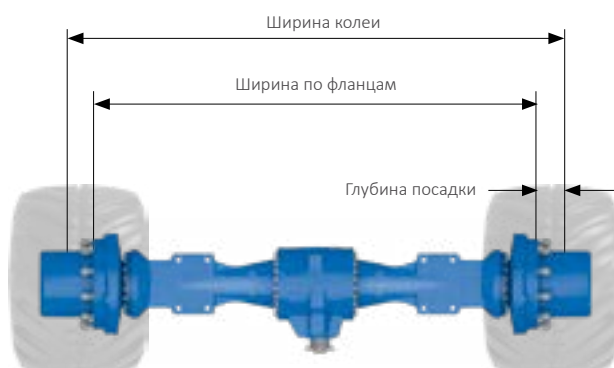 Ширина колеи
Ширина по фланцам
Глубина посадки